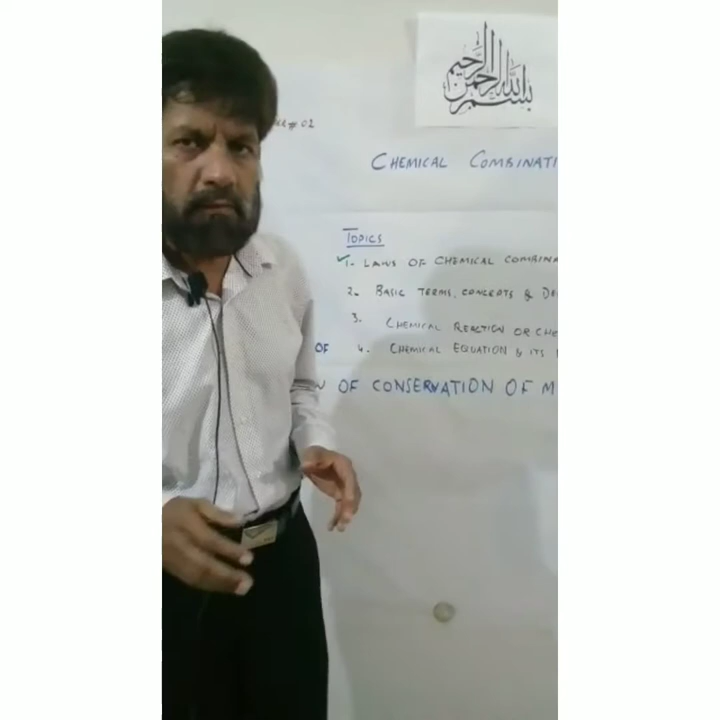 بسم الله الرحمن الرحيم
# 02
CHEMICAL COMBINATI
TOPICS
✓1- LAWS OF CHEMICAL COMBINA
2- BASIC TERMS, CONCEPTS & DE
3- CHEMICAL REACTION OR CHE
OF 4- CHEMICAL EQUATION & ITS
OF CONSERVATION OF M